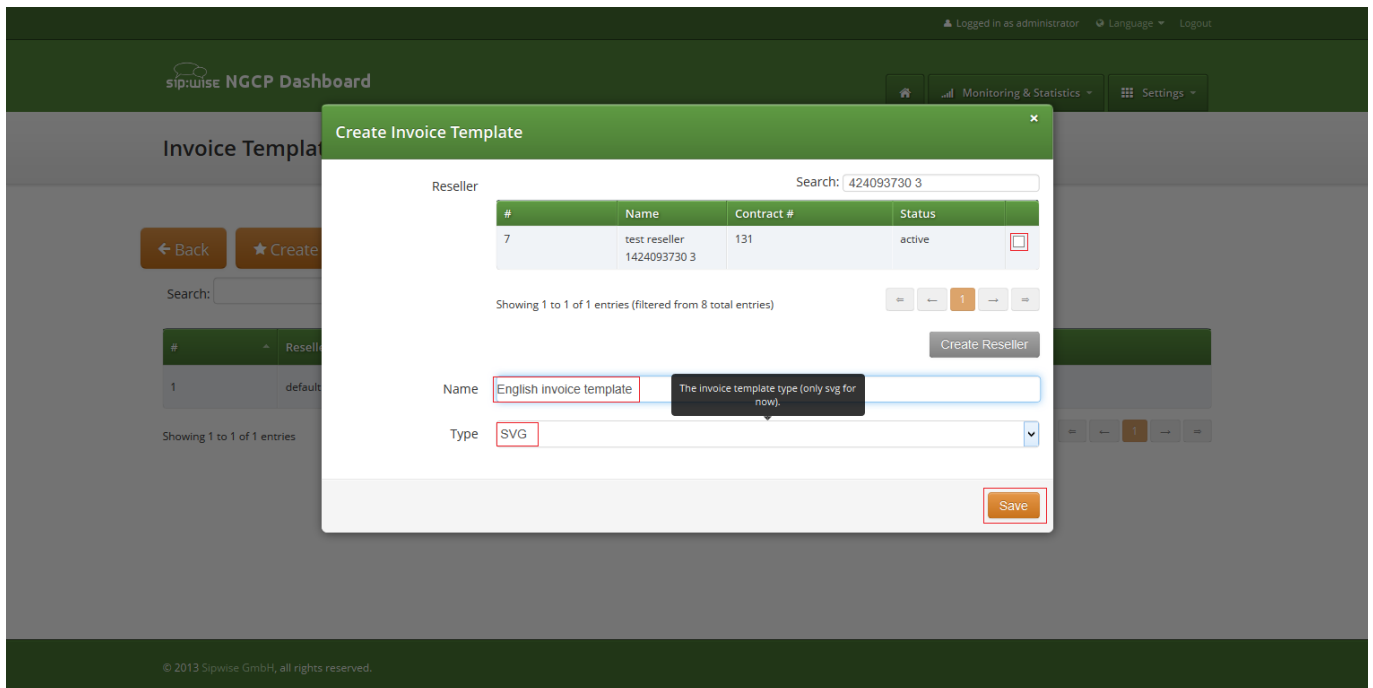 Logged in as administrator Language Logout
sip:wise NGCP Dashboard
Monitoring & Statistics Settings
Create Invoice Template ×
Invoice Templat
Reseller Search: 424093730 3
# Name Contract # Status
7 test reseller 131 active
1424093730 3
Back Create
Search:
Showing 1 to 1 of 1 entries (filtered from 8 total entries) 1
Create Reseller
# Reselle
1 default
Name English invoice template The invoice template type (only svg for
now).
Type SVG
Showing 1 to 1 of 1 entries 1
Save
© 2013 Sipwise GmbH, all rights reserved.